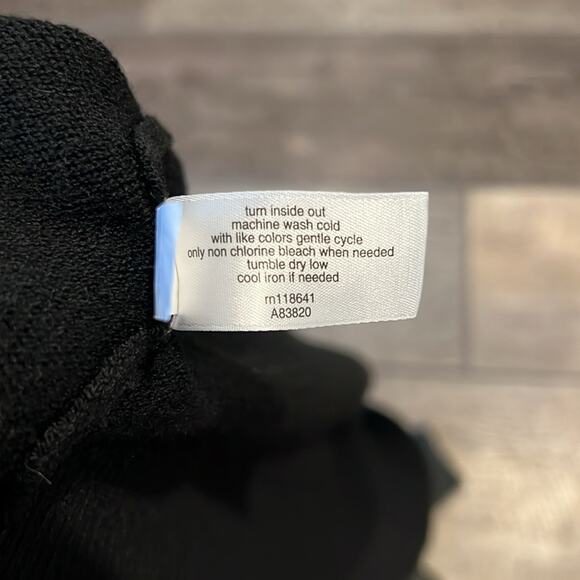 turn inside out
machine wash cold
with like colors gentle cycle
only non chlorine bleach when needed
tumble dry low
cool iron if needed
rn118641
A83820